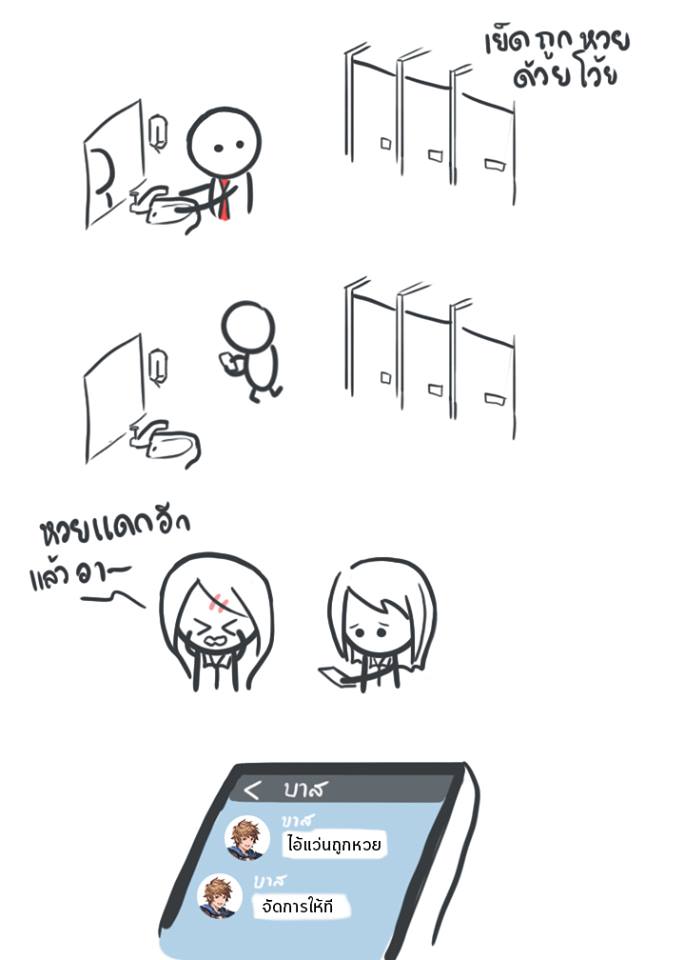 เย็ดถูกหวย
ด้วยโว้ย
หวยแดกอีก
แล้วอา~
< บาส
บาส
ไอ้แว่นถูกหวย
บาส
จัดการให้ที